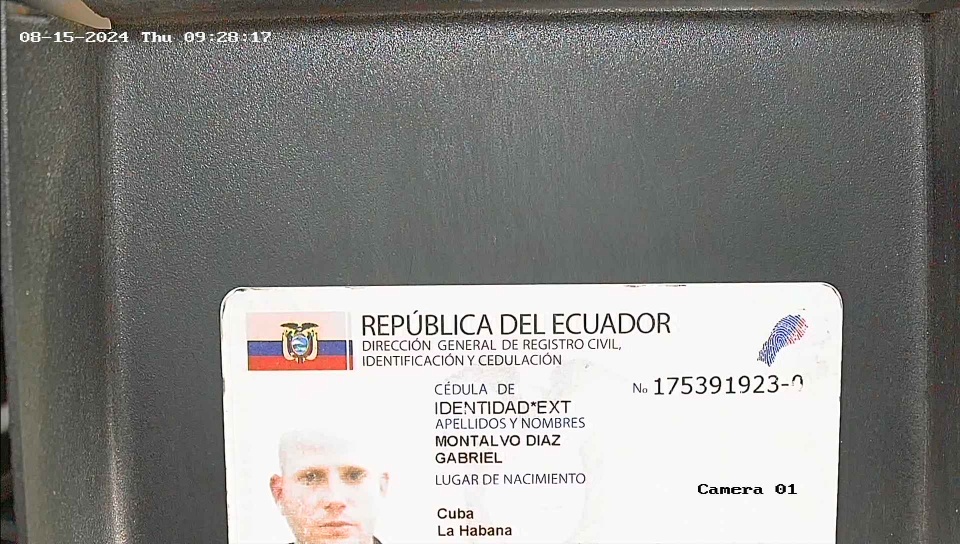 08-15-2024 Thu 09:28:17
REPÚBLICA DEL ECUADOR
DIRECCIÓN GENERAL DE REGISTRO CIVIL,
IDENTIFICACIÓN Y CEDULACIÓN
CÉDULA DE
No 175391923-0
IDENTIDAD*EXT
APELLIDOS Y NOMBRES
MONTALVO DIAZ
GABRIEL
LUGAR DE NACIMIENTO
Camera 01
Cuba
La Habana